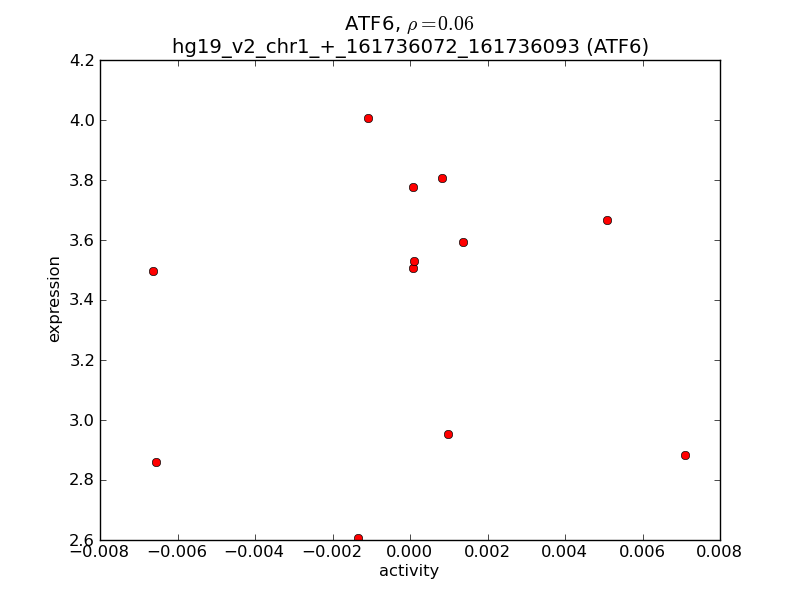 ATF6, ρ=0.06
hg19_v2_chr1_+_161736072_161736093 (ATF6)
4.2
4.0
3.8
3.6
3.4
3.2
3.0
2.8
2.6
expression
−0.008 −0.006 −0.004 −0.002 0.000 0.002 0.004 0.006 0.008
activity